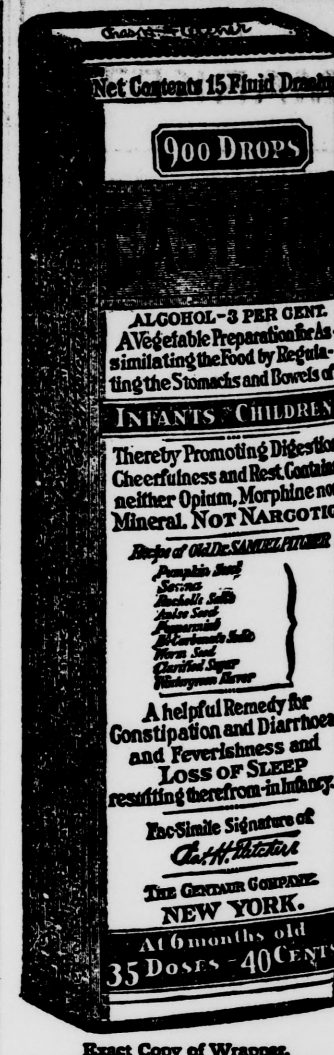 Net Contents 15 Fluid Drachms
900 DROPS
CASTORIA
ALCOHOL-3 PER CENT.
A Vegetable Preparation for As-
similating the Food by Regula-
ting the Stomachs and Bowels of
INFANTS CHILDREN
Thereby Promoting Digestion
Cheerfulness and Rest. Contains
neither Opium, Morphine nor
Mineral. NOT NARCOTIC
Recipe of Old Dr. SAMUEL PITCHER
Pumpkin Seed
Senna
Rochelle Salts
Anise Seed
Peppermint
Bi-Carbonate Soda
Worm Seed
Clarified Sugar
Wintergreen Flavor
A helpful Remedy for
Constipation and Diarrhoea
and Feverishness and
LOSS OF SLEEP
resulting therefrom-in Infancy.
Fac-Simile Signature of
Chas. H. Fletcher
THE CENTAUR COMPANY.
NEW YORK.
At 6 months old
35 DOSES - 40 CENTS
Exact Copy of Wrapper.